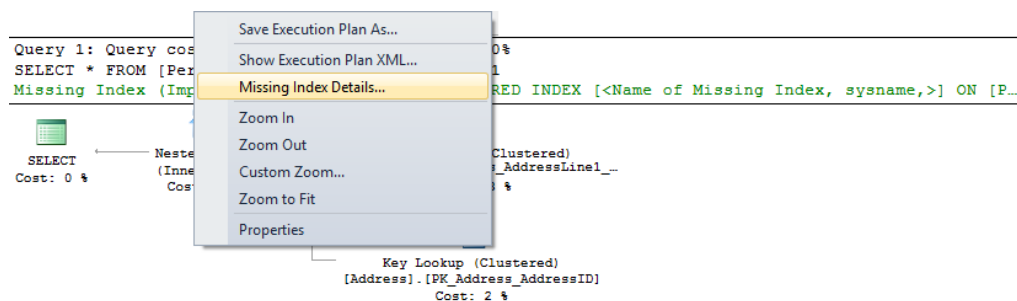 Save Execution Plan As...
Query 1: Query cos 0%
Show Execution Plan XML...
SELECT * FROM [Per 1
Missing Index Details...
Missing Index (Imp RED INDEX [<Name of Missing Index, sysname,>] ON [P...
Zoom In
Zoom Out
Custom Zoom...
Zoom to Fit
Properties
SELECT
Cost: 0 %
Neste
(Inne
Cos
Clustered)
s_AddressLine1_...
%
Key Lookup (Clustered)
[Address].[PK_Address_AddressID]
Cost: 2 %